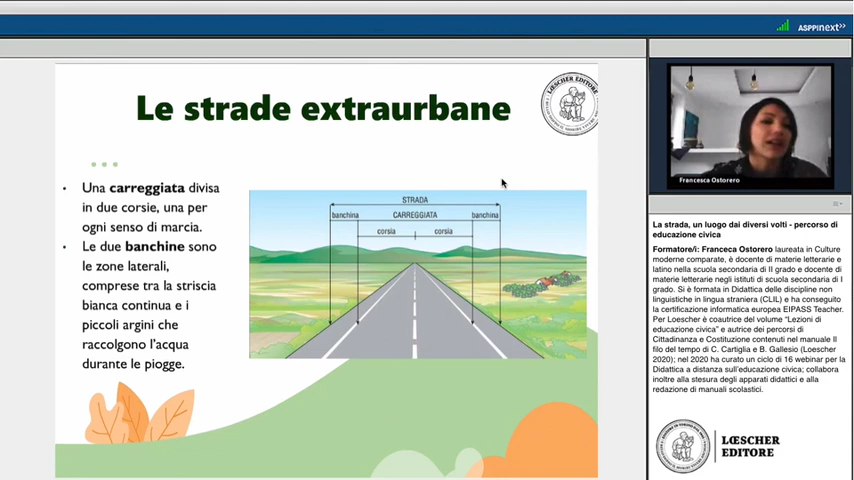 ASPPInext
Le strade extraurbane
LOESCHER EDITORE
• Una carreggiata divisa
in due corsie, una per
ogni senso di marcia.
• Le due banchine sono
le zone laterali,
comprese tra la striscia
bianca continua e i
piccoli argini che
raccolgono l'acqua
durante le piogge.
STRADA
banchina CARREGGIATA banchina
corsia corsia
Francesca Ostorero
La strada, un luogo dai diversi volti - percorso di
educazione civica
Formatore/i: Franceca Ostorero laureata in Culture
moderne comparate, è docente di materie letterarie e
latino nella scuola secondaria di II grado e docente di
materie letterarie negli istituti di scuola secondaria di I
grado. Si è formata in Didattica delle discipline non
linguistiche in lingua straniera (CLIL) e ha conseguito
la certificazione informatica europea EIPASS Teacher.
Per Loescher è coautrice del volume “Lezioni di
educazione civica” e autrice dei percorsi di
Cittadinanza e Costituzione contenuti nel manuale Il
filo del tempo di C. Cartiglia e B. Gallesio (Loescher
2020); nel 2020 ha curato un ciclo di 16 webinar per la
Didattica a distanza sull'educazione civica; collabora
inoltre alla stesura degli apparati didattici e alla
redazione di manuali scolastici.
LŒSCHER
EDITORE